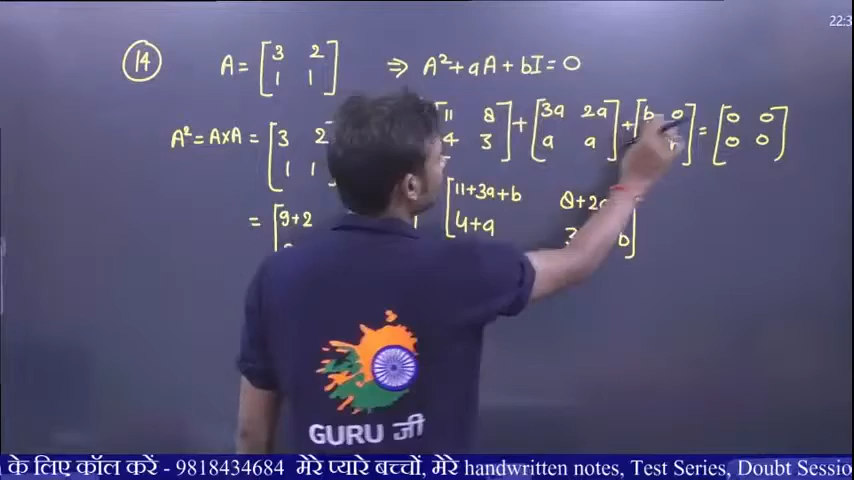 22:3
14 A = [3 2 1 1] ⇒ A²+aA+bI=0
A² = A×A = [3 2 1 1 [11 8 4 3] + [3a 2a a a] + [b 0 = [0 0 0 0]
= [9+2 [11+3a+b 8+2 4+a 3 b]
GURU जी
के लिए कॉल करें - 9818434684 मेरे प्यारे बच्चों, मेरे handwritten notes, Test Series, Doubt Sessio